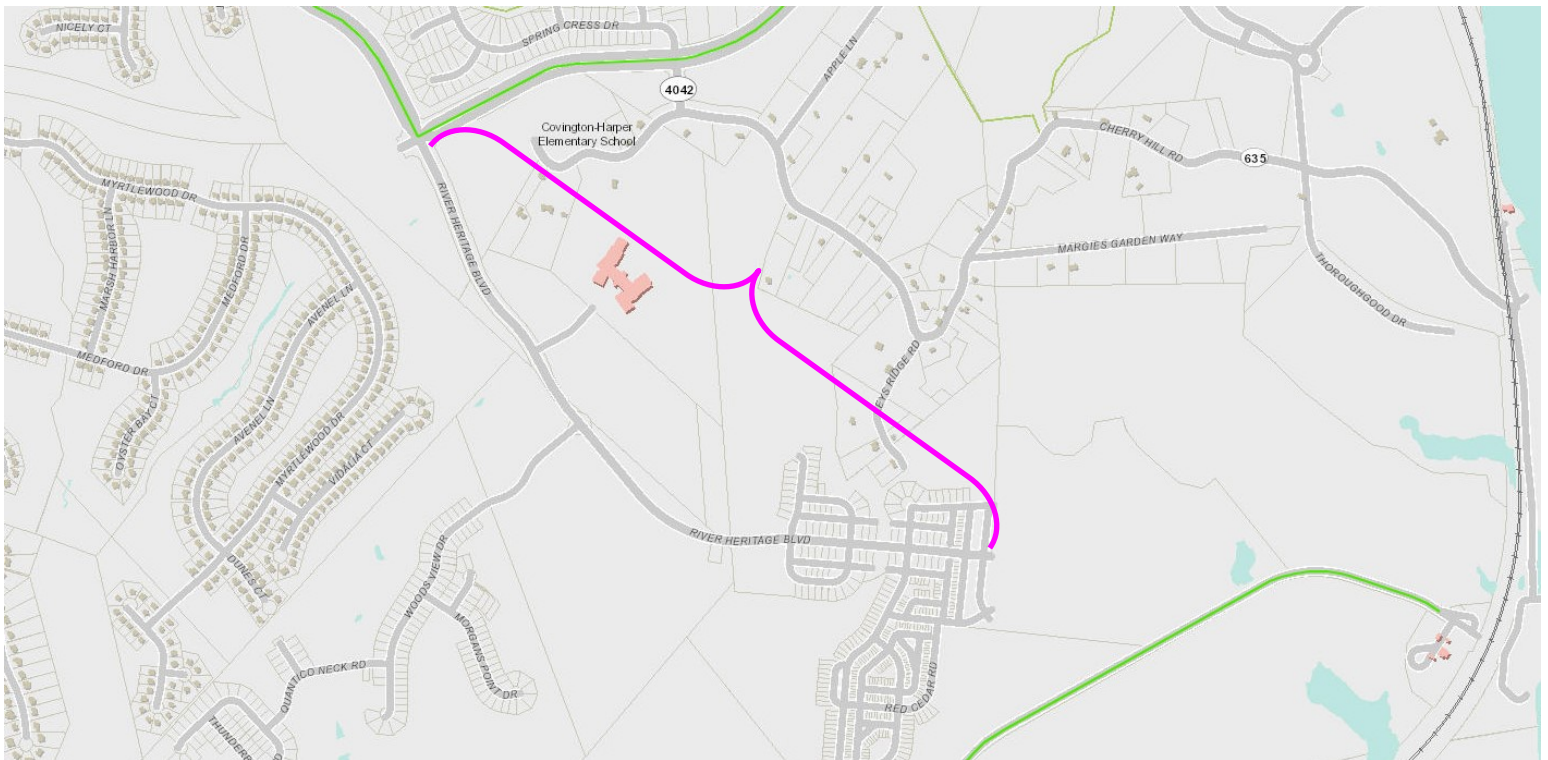 NICELY CT
SPRING CRESS DR
APPLE LN
4042
Covington-Harper
Elementary School
CHERRY HILL RD
635
MYRTLEWOOD DR
MARSH HARBOR LN
MEDFORD DR
RIVER HERITAGE BLVD
MARGIES GARDEN WAY
THOROUGHGOOD DR
AVENEL LN
MEDFORD DR
EYS RIDGE RD
OYSTER BAY CT
AVENEL LN
MYRTLEWOOD DR
VIDALIA CT
RIVER HERITAGE BLVD
DUNES CT
WOODS VIEW DR
MORGANS POINT DR
QUANTICO NECK RD
RED CEDAR RD